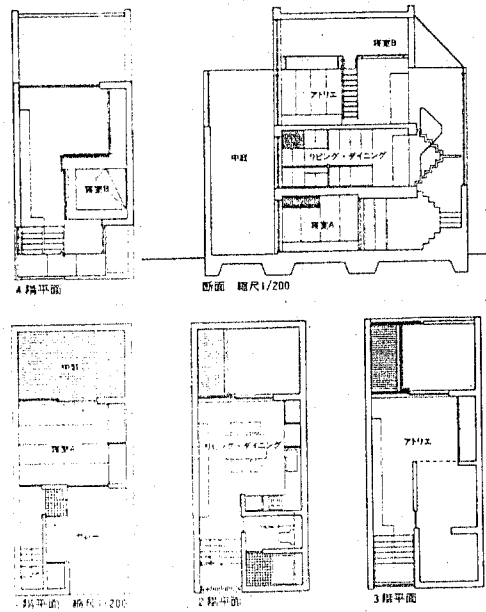 寝室B
4階平面
寝室B
アトリエ
中庭
リビング・ダイニング
寝室A
断面 縮尺1/200
中庭
寝室A
1階平面 縮尺1/200
リビング・ダイニング
2階平面
アトリエ
3階平面